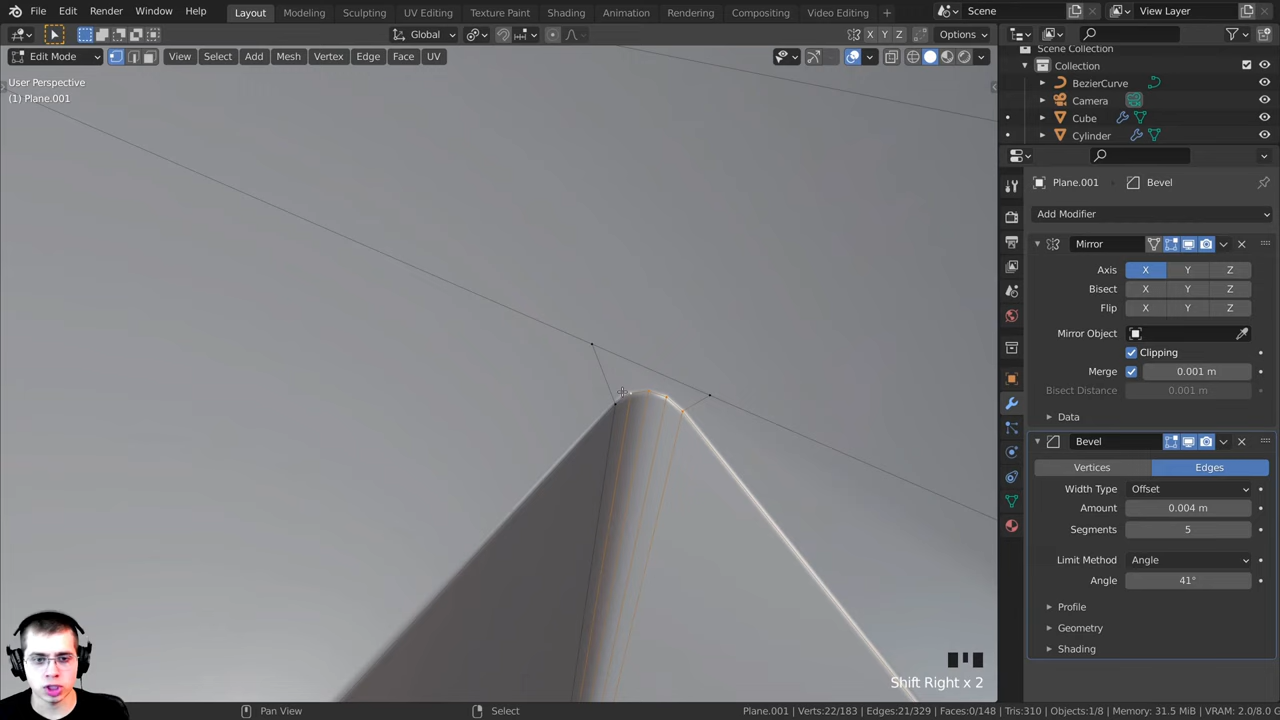 File Edit Render Window Help Layout Modeling Sculpting UV Editing Texture Paint Shading Animation Rendering Compositing Video Editing + Scene View Layer
Global X Y Z Options
Edit Mode View Select Add Mesh Vertex Edge Face UV
User Perspective
(1) Plane.001
Scene Collection
Collection
BezierCurve
Camera
Cube
Cylinder
Plane.001 Bevel
Add Modifier
Mirror
Axis X Y Z
Bisect X Y Z
Flip X Y Z
Mirror Object
Clipping
Merge 0.001 m
Bisect Distance 0.001 m
Data
Bevel
Vertices Edges
Width Type Offset
Amount 0.004 m
Segments 5
Limit Method Angle
Angle 41°
Profile
Geometry
Shading
Shift Right x 2
Pan View Select Plane.001 | Verts:22/183 | Edges:21/329 | Faces:0/148 | Tris:310 | Objects:1/8 | Memory: 31.5 MiB | VRAM: 2.0/8.0 G